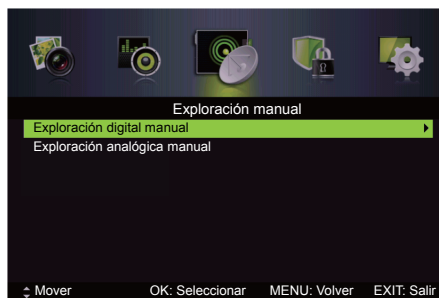 Exploración manual
Exploración digital manual
Exploración analógica manual
Mover OK: Seleccionar MENU: Volver EXIT: Salir